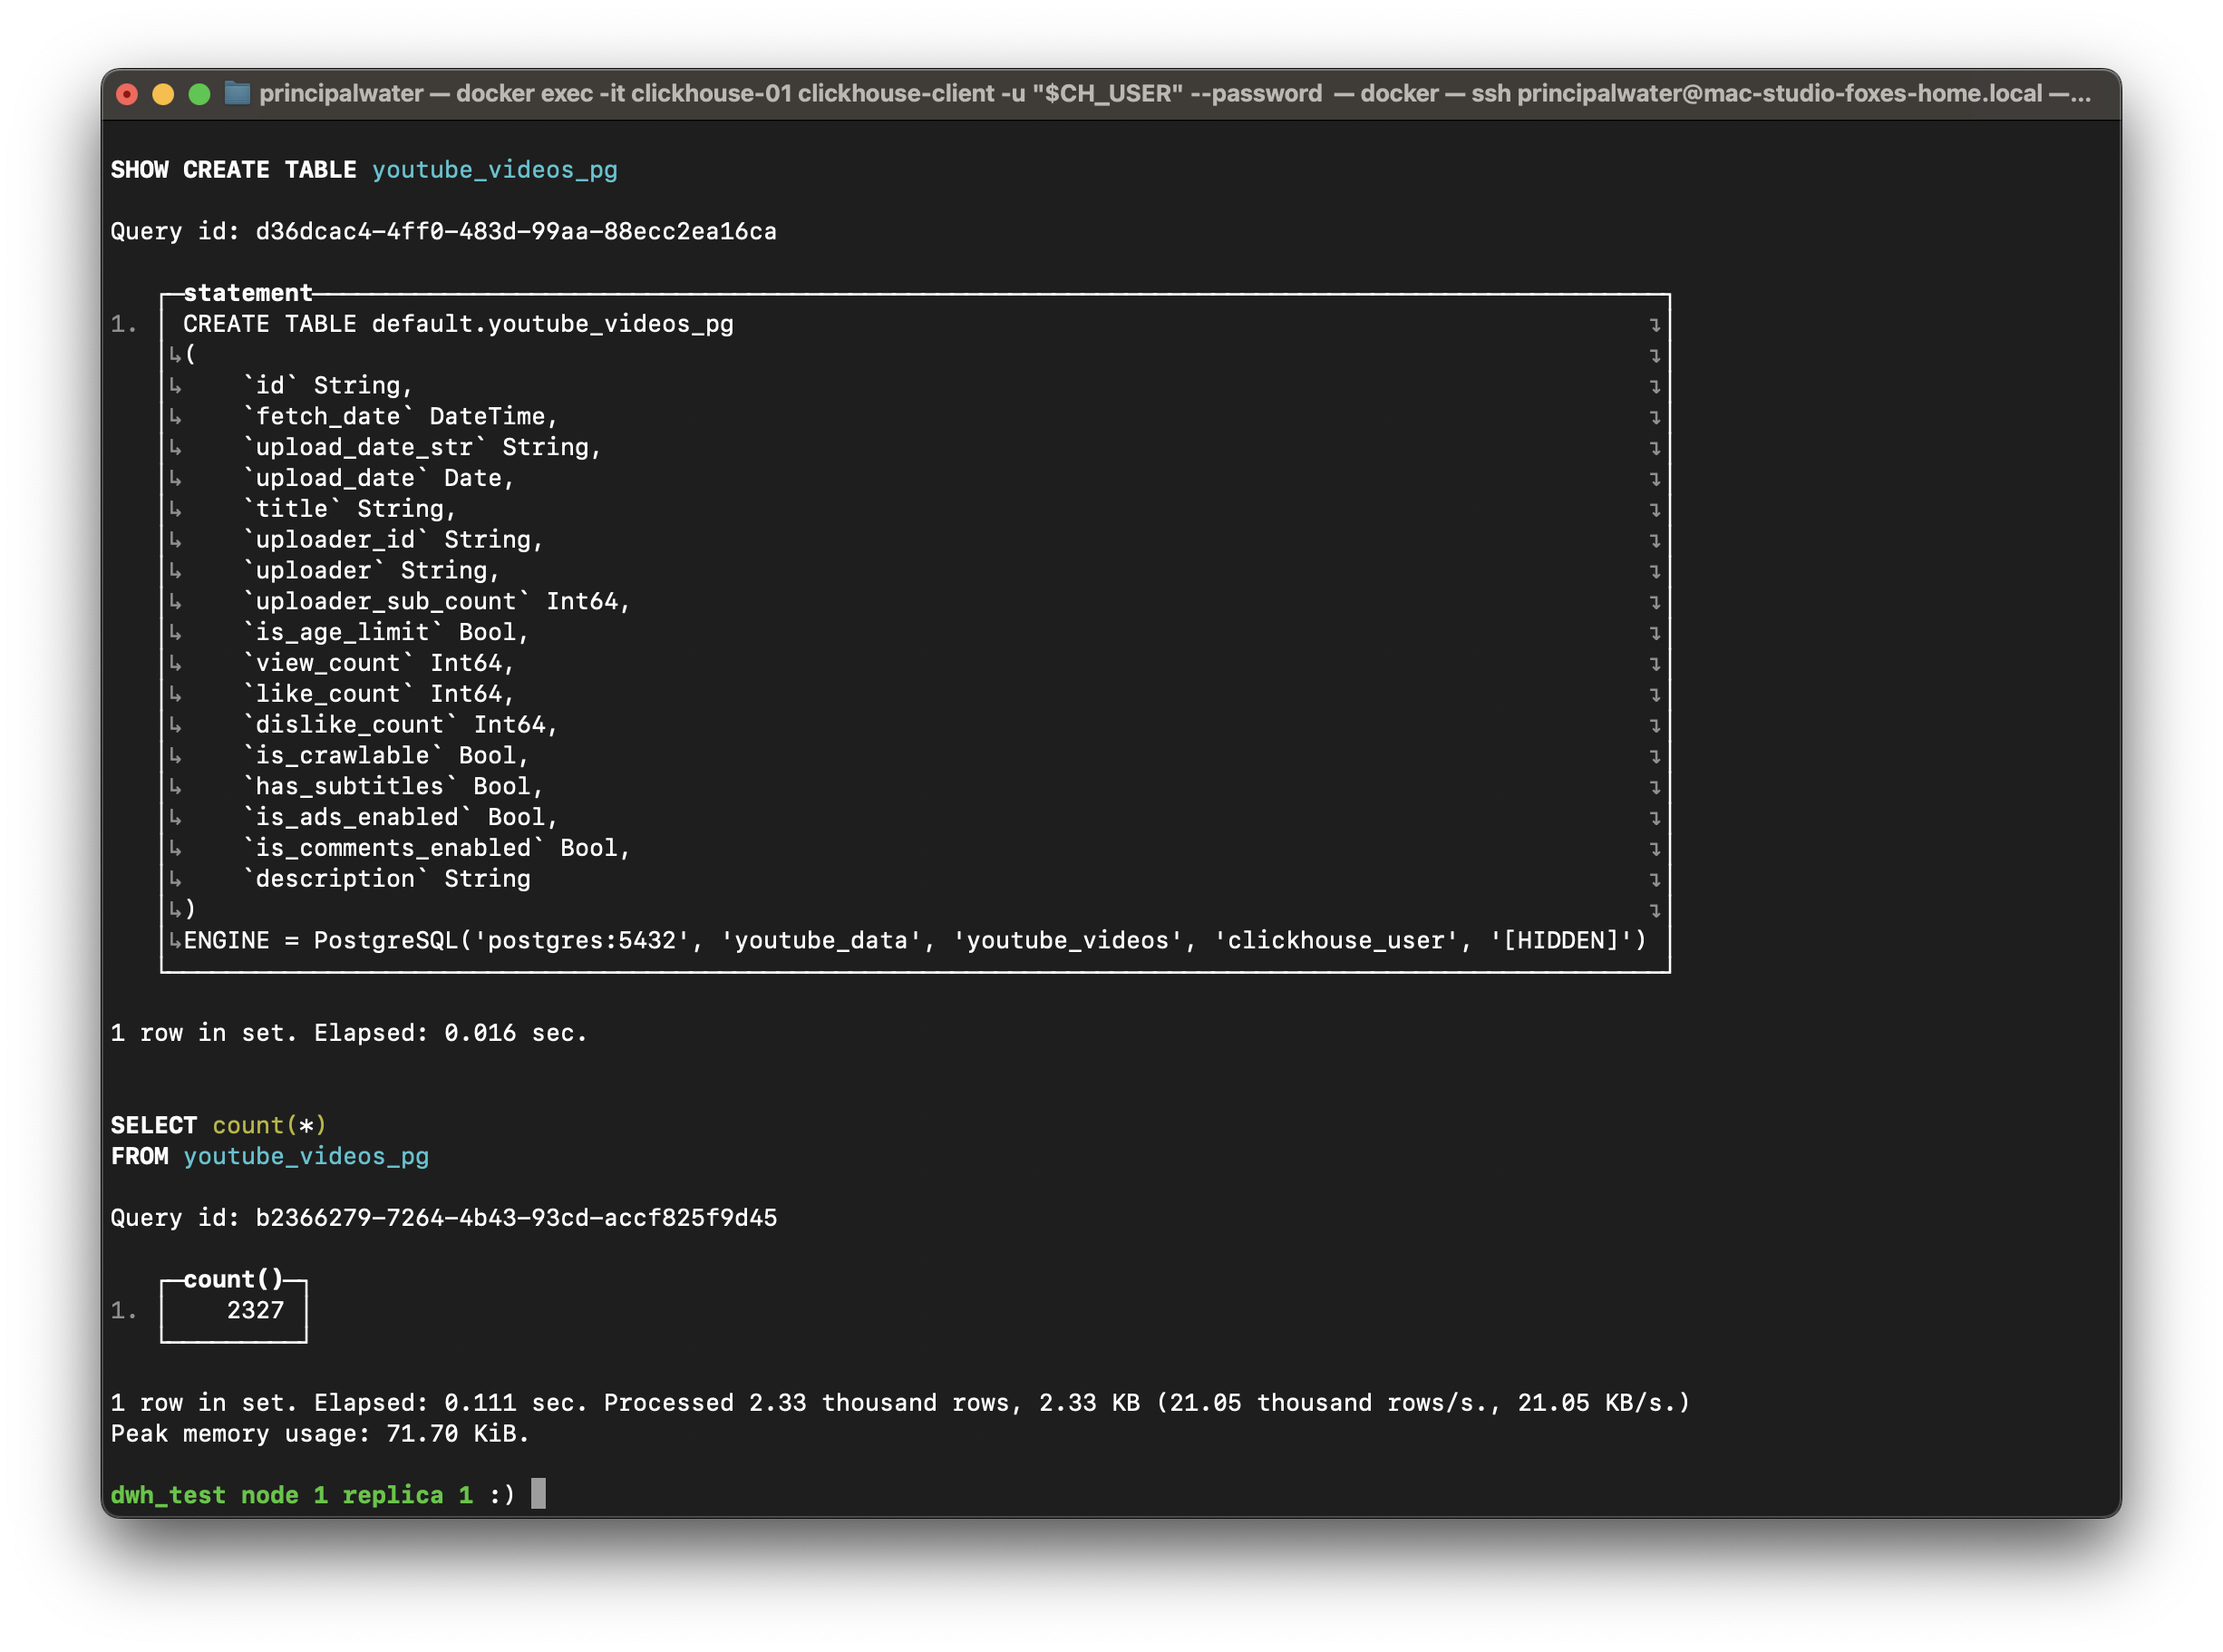 principalwater — docker exec -it clickhouse-01 clickhouse-client -u "$CH_USER" --password — docker — ssh principalwater@mac-studio-foxes-home.local —...
SHOW CREATE TABLE youtube_videos_pg
Query id: d36dcac4-4ff0-483d-99aa-88ecc2ea16ca
statement
1. CREATE TABLE default.youtube_videos_pg ↴
↳( ↴
↳    `id` String, ↴
↳    `fetch_date` DateTime, ↴
↳    `upload_date_str` String, ↴
↳    `upload_date` Date, ↴
↳    `title` String, ↴
↳    `uploader_id` String, ↴
↳    `uploader` String, ↴
↳    `uploader_sub_count` Int64, ↴
↳    `is_age_limit` Bool, ↴
↳    `view_count` Int64, ↴
↳    `like_count` Int64, ↴
↳    `dislike_count` Int64, ↴
↳    `is_crawlable` Bool, ↴
↳    `has_subtitles` Bool, ↴
↳    `is_ads_enabled` Bool, ↴
↳    `is_comments_enabled` Bool, ↴
↳    `description` String ↴
↳) ↴
↳ENGINE = PostgreSQL('postgres:5432', 'youtube_data', 'youtube_videos', 'clickhouse_user', '[HIDDEN]')
1 row in set. Elapsed: 0.016 sec.
SELECT count(*)
FROM youtube_videos_pg
Query id: b2366279-7264-4b43-93cd-accf825f9d45
count()
1. 2327
1 row in set. Elapsed: 0.111 sec. Processed 2.33 thousand rows, 2.33 KB (21.05 thousand rows/s., 21.05 KB/s.)
Peak memory usage: 71.70 KiB.
dwh_test node 1 replica 1 :)